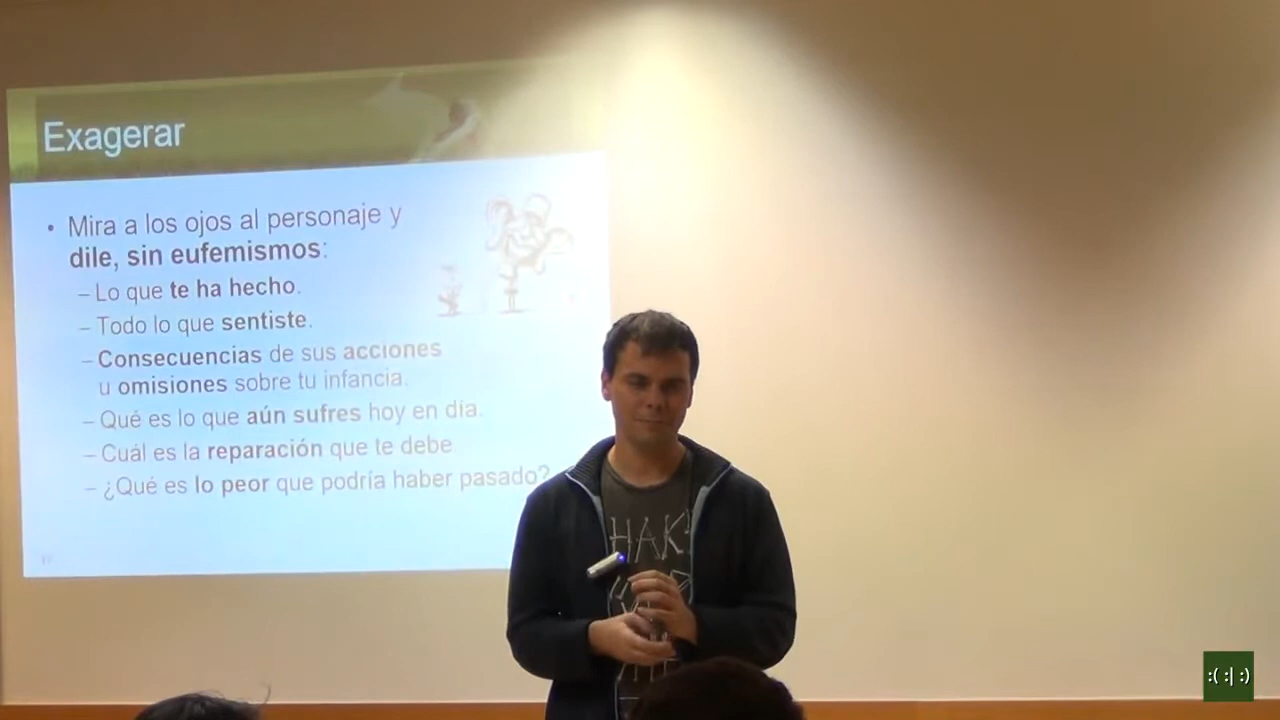 Exagerar
• Mira a los ojos al personaje y
dile, sin eufemismos:
– Lo que te ha hecho.
– Todo lo que sentiste.
– Consecuencias de sus acciones
u omisiones sobre tu infancia.
– Qué es lo que aún sufres hoy en día.
– Cuál es la reparación que te debe
– ¿Qué es lo peor que podría haber pasado?
HAK
:( :| :)